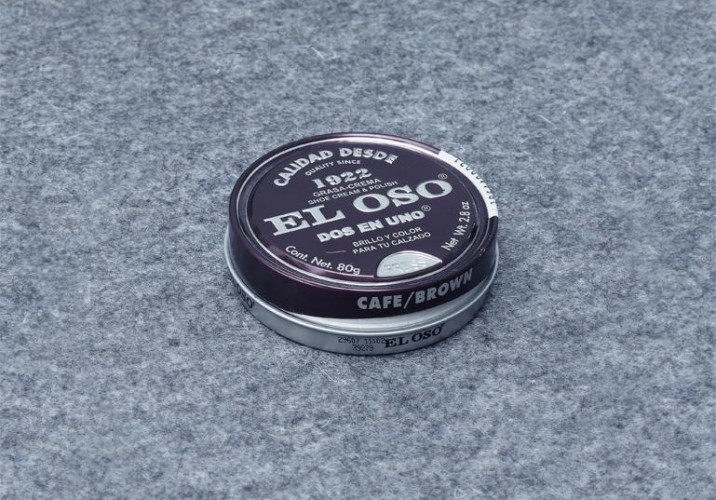 CALIDAD DESDE
QUALITY SINCE
1922
GRASA-CREMA
SHOE CREAM & POLISH
EL OSO®
DOS EN UNO®
BRILLO Y COLOR
PARA TU CALZADO
Cont. Net. 80g
Net Wt. 2.8 oz
CAFE/BROWN
EL OSO